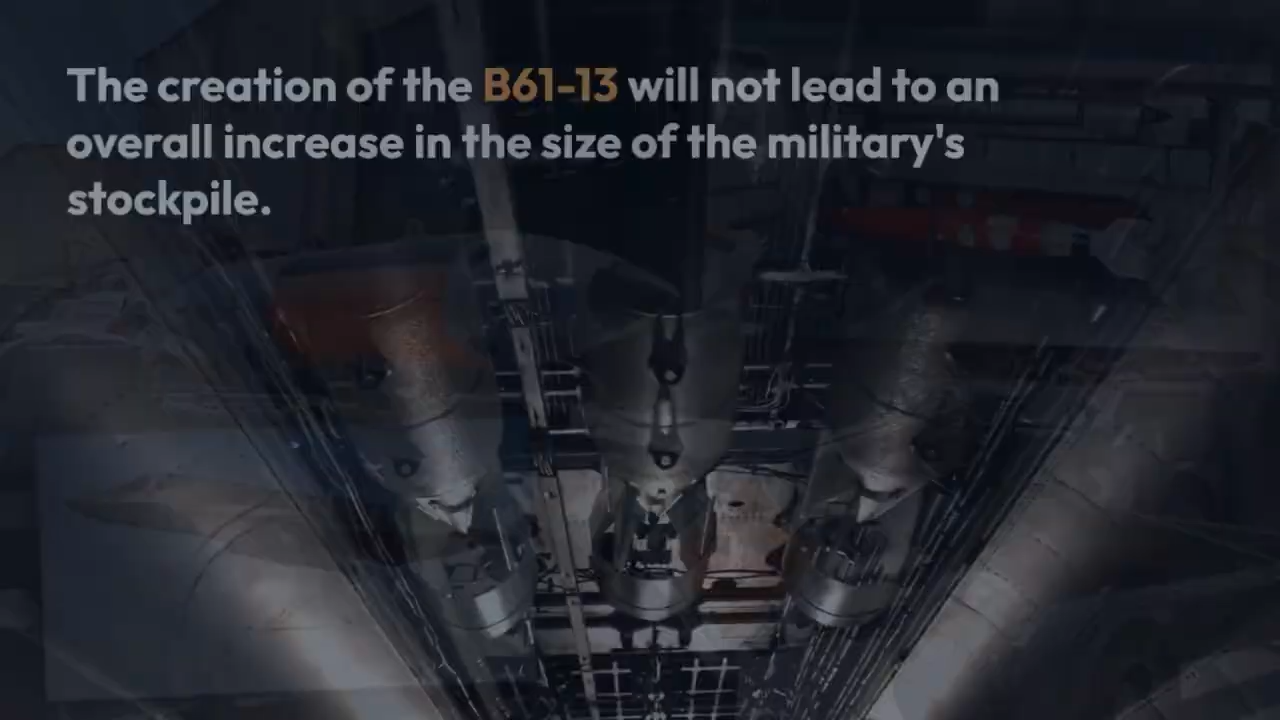 The creation of the B61-13 will not lead to an
overall increase in the size of the military's
stockpile.